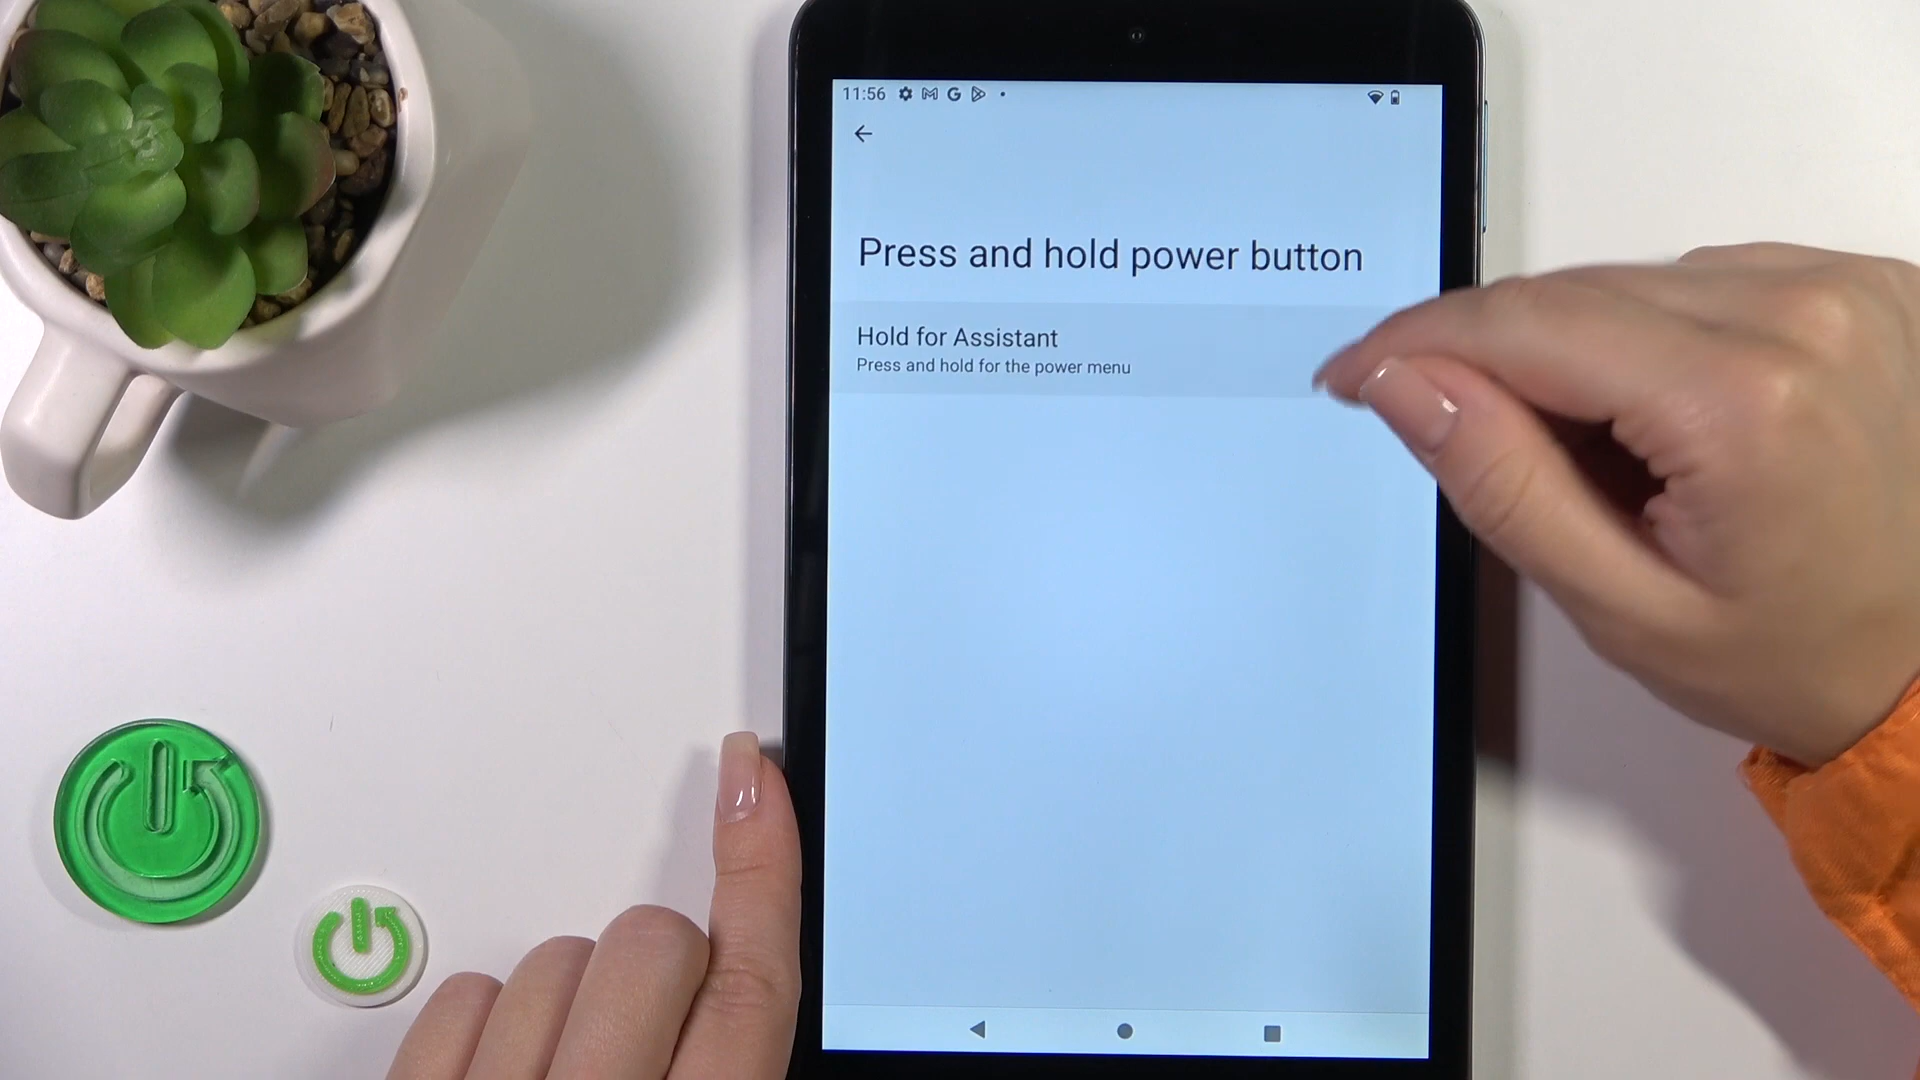 11:56
Press and hold power button
Hold for Assistant
Press and hold for the power menu